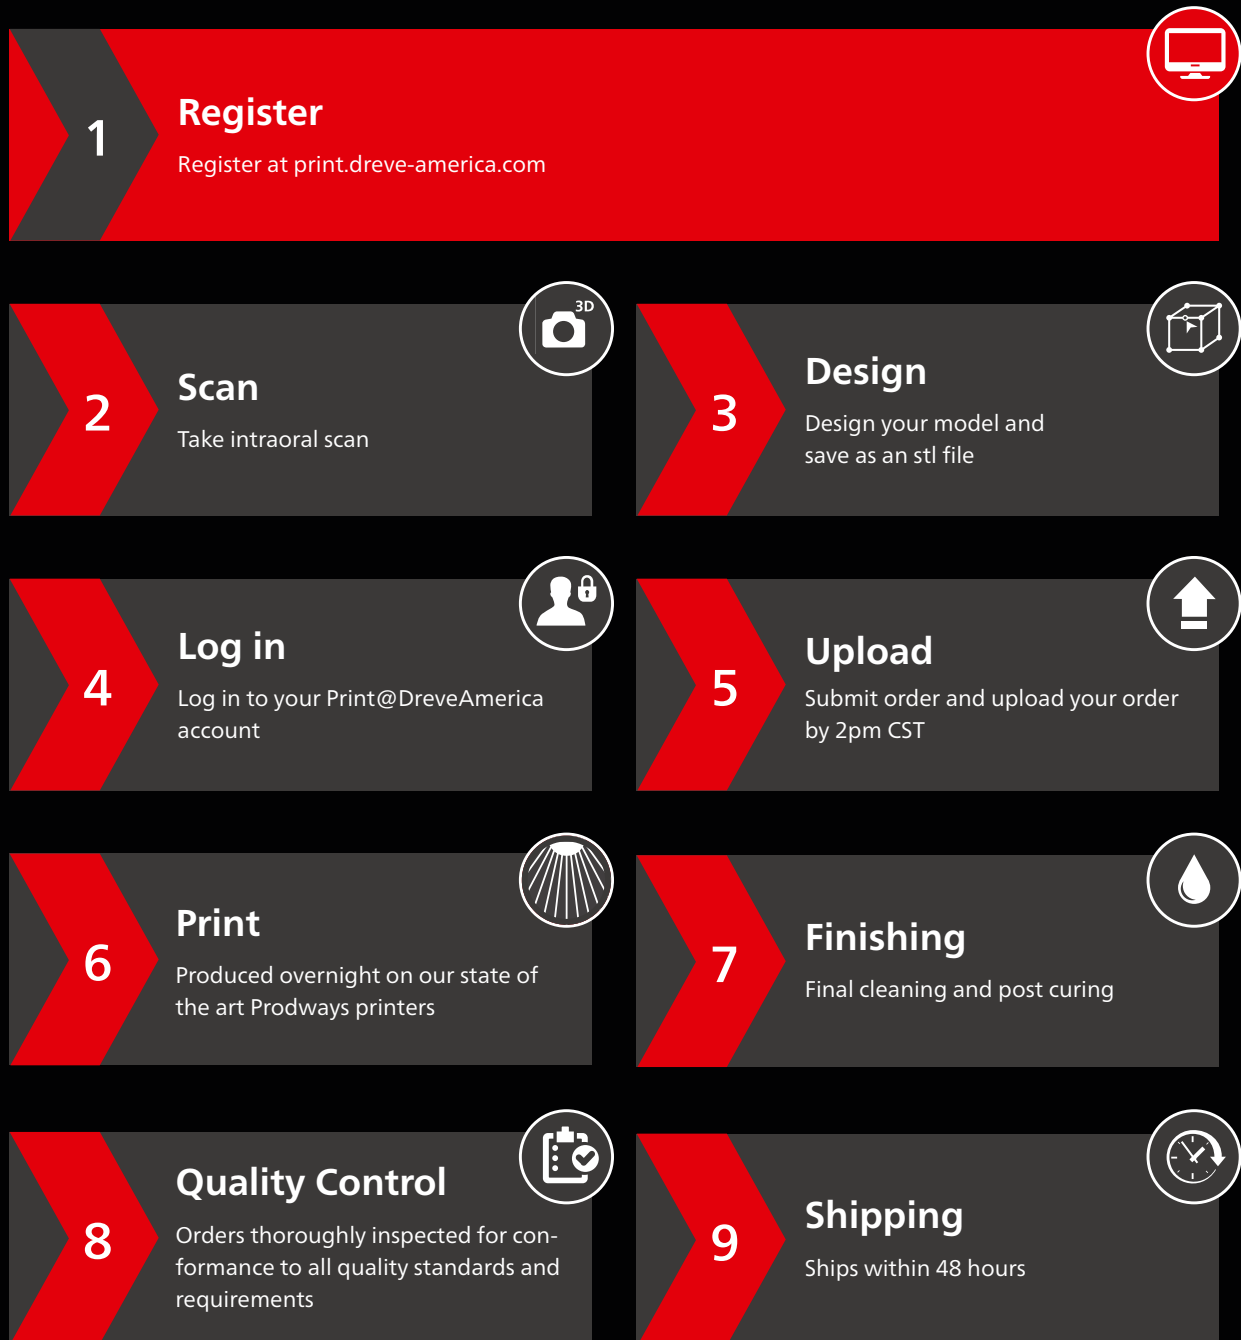 1
Register
Register at print.dreve-america.com
2
Scan
Take intraoral scan
3D
3
Design
Design your model and
save as an stl file
4
Log in
Log in to your Print@DreveAmerica
account
5
Upload
Submit order and upload your order
by 2pm CST
6
Print
Produced overnight on our state of
the art Prodways printers
7
Finishing
Final cleaning and post curing
8
Quality Control
Orders thoroughly inspected for con-
formance to all quality standards and
requirements
9
Shipping
Ships within 48 hours